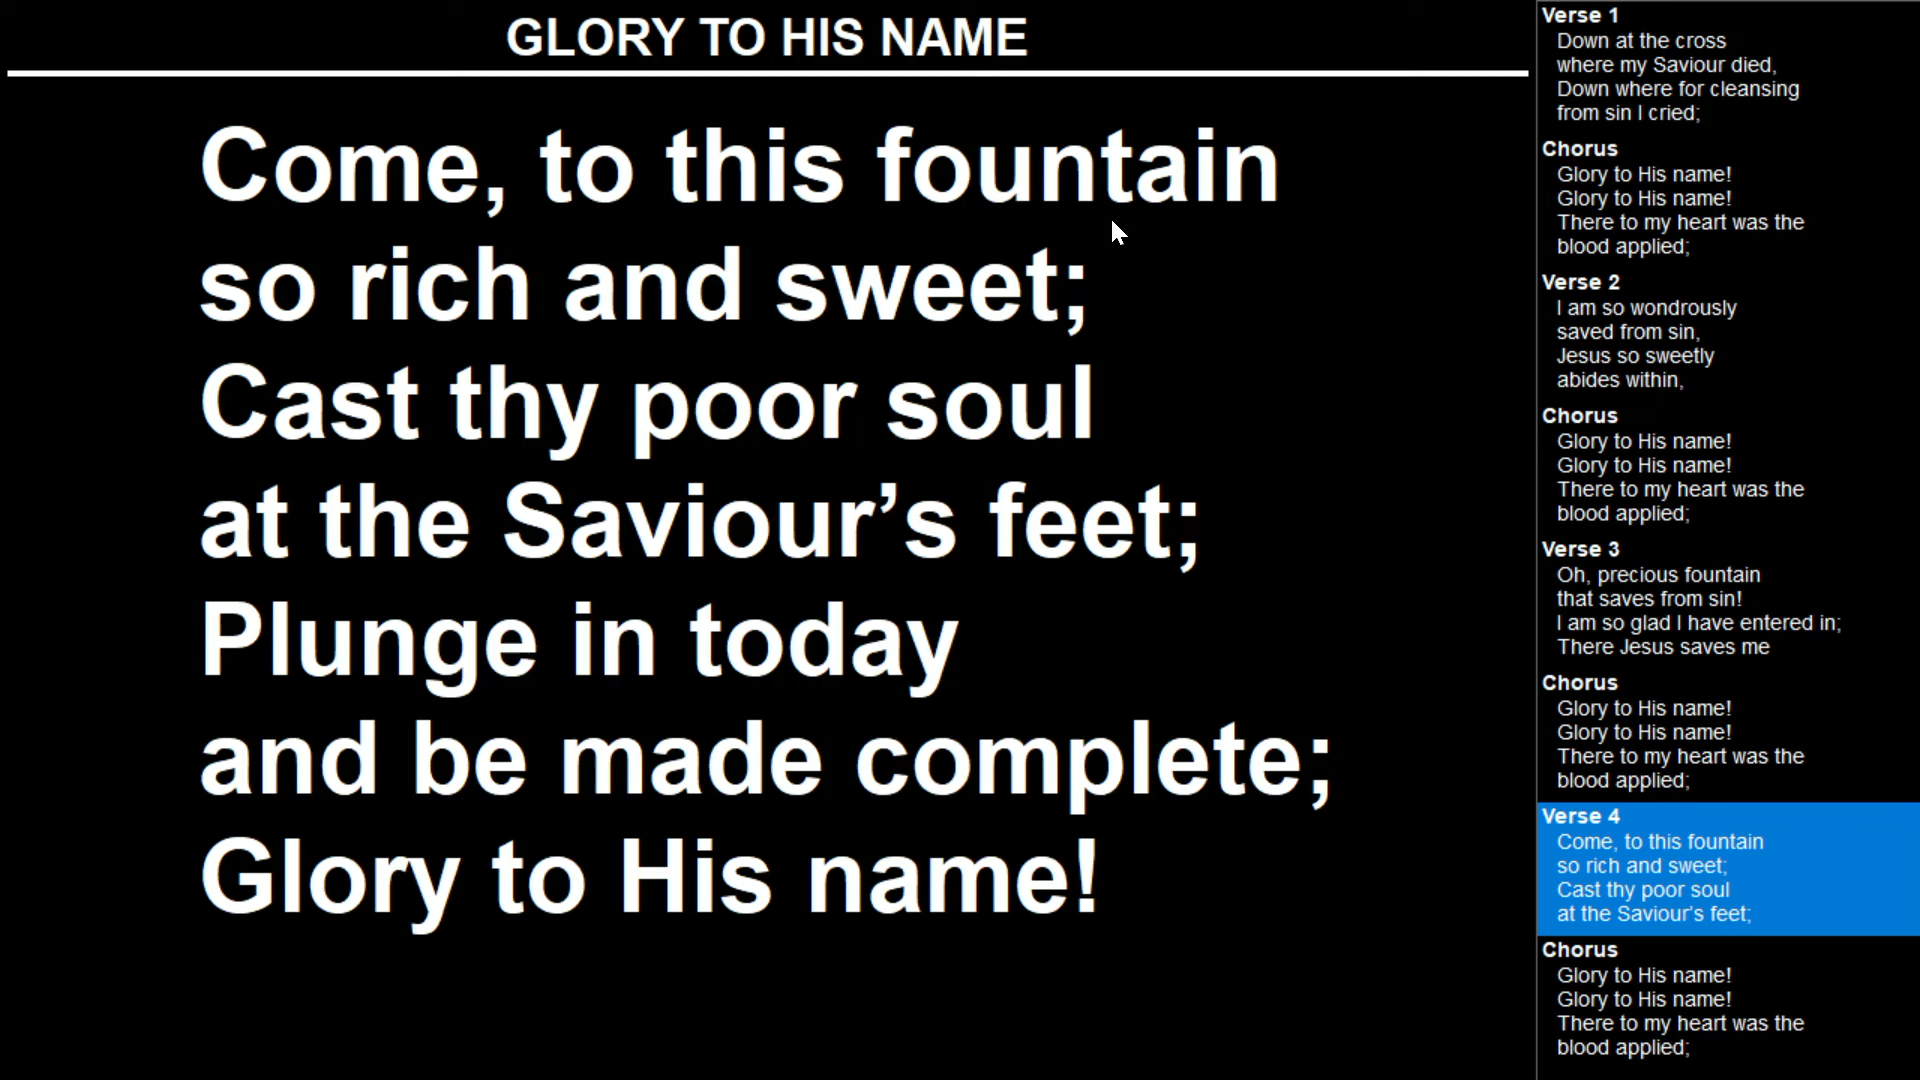 GLORY TO HIS NAME
Come, to this fountain
so rich and sweet;
Cast thy poor soul
at the Saviour’s feet;
Plunge in today
and be made complete;
Glory to His name!
Verse 1
Down at the cross
where my Saviour died,
Down where for cleansing
from sin I cried;
Chorus
Glory to His name!
Glory to His name!
There to my heart was the
blood applied;
Verse 2
I am so wondrously
saved from sin,
Jesus so sweetly
abides within,
Chorus
Glory to His name!
Glory to His name!
There to my heart was the
blood applied;
Verse 3
Oh, precious fountain
that saves from sin!
I am so glad I have entered in;
There Jesus saves me
Chorus
Glory to His name!
Glory to His name!
There to my heart was the
blood applied;
Verse 4
Come, to this fountain
so rich and sweet;
Cast thy poor soul
at the Saviour’s feet;
Chorus
Glory to His name!
Glory to His name!
There to my heart was the
blood applied;